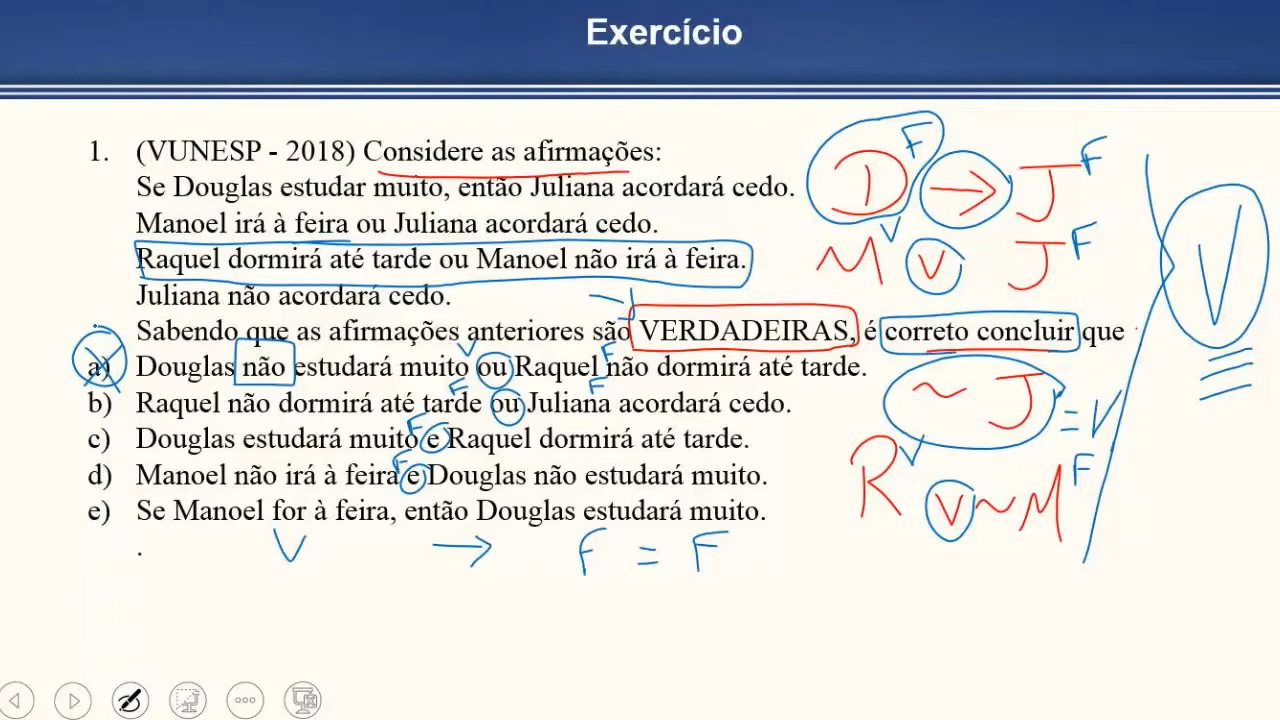 Exercício
1. (VUNESP - 2018) Considere as afirmações:
Se Douglas estudar muito, então Juliana acordará cedo.
Manoel irá à feira ou Juliana acordará cedo.
Raquel dormirá até tarde ou Manoel não irá à feira.
Juliana não acordará cedo.
Sabendo que as afirmações anteriores são VERDADEIRAS, é correto concluir que
a) Douglas não estudará muito ou Raquel não dormirá até tarde.
V F
b) Raquel não dormirá até tarde ou Juliana acordará cedo.
F F
c) Douglas estudará muito e Raquel dormirá até tarde.
F
d) Manoel não irá à feira e Douglas não estudará muito.
F
e) Se Manoel for à feira, então Douglas estudará muito.
.
V → F = F
D F → J F
M V v J F
~ J = V
R V v ~ M F
V